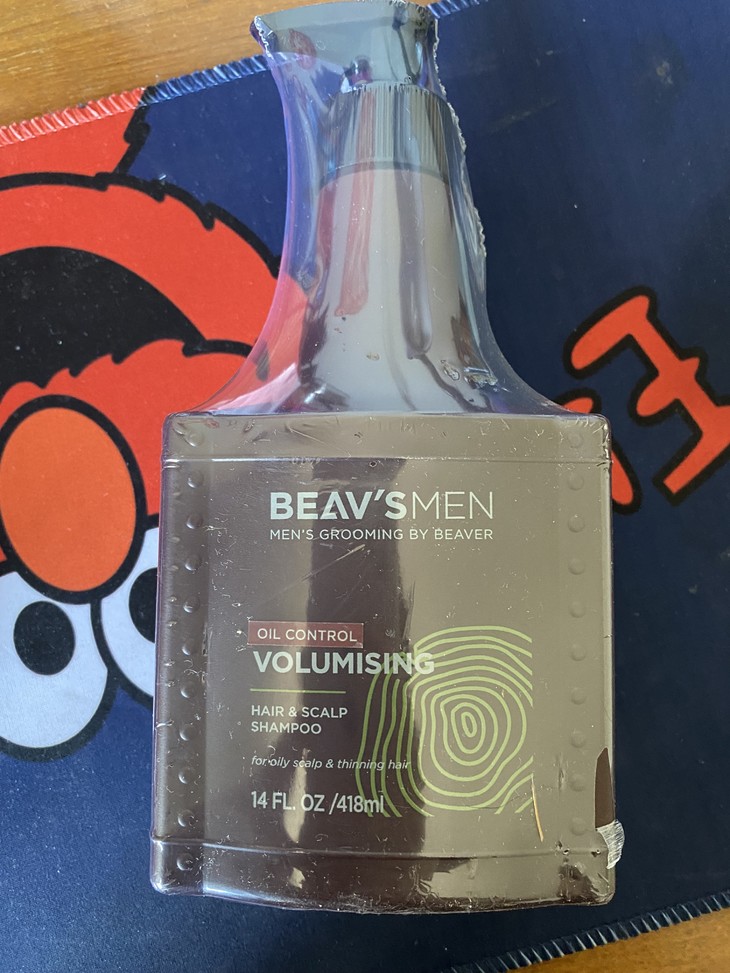 BEAV'SMEN
MEN'S GROOMING BY BEAVER
OIL CONTROL
VOLUMISING
HAIR & SCALP
SHAMPOO
for oily scalp & thinning hair
14 FL. OZ /418ml